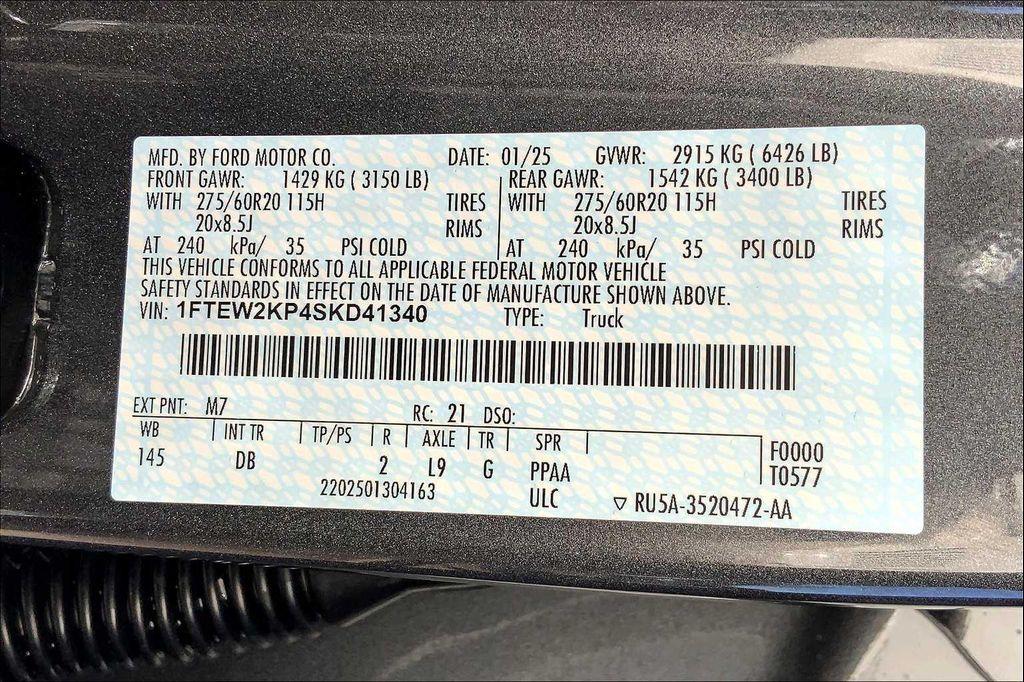 MFD. BY FORD MOTOR CO. DATE: 01/25 GVWR: 2915 KG ( 6426 LB)
FRONT GAWR: 1429 KG ( 3150 LB) REAR GAWR: 1542 KG ( 3400 LB)
WITH 275/60R20 115H TIRES WITH 275/60R20 115H TIRES
20x8.5J RIMS 20x8.5J RIMS
AT 240 kPa/ 35 PSI COLD AT 240 kPa/ 35 PSI COLD
THIS VEHICLE CONFORMS TO ALL APPLICABLE FEDERAL MOTOR VEHICLE
SAFETY STANDARDS IN EFFECT ON THE DATE OF MANUFACTURE SHOWN ABOVE.
VIN: 1FTEW2KP4SKD41340 TYPE: Truck
EXT PNT: M7 RC: 21 DSO:
WB INT TR TP/PS R AXLE TR SPR F0000
145 DB 2 L9 G PPAA T0577
2202501304163 ULC ▽ RU5A-3520472-AA